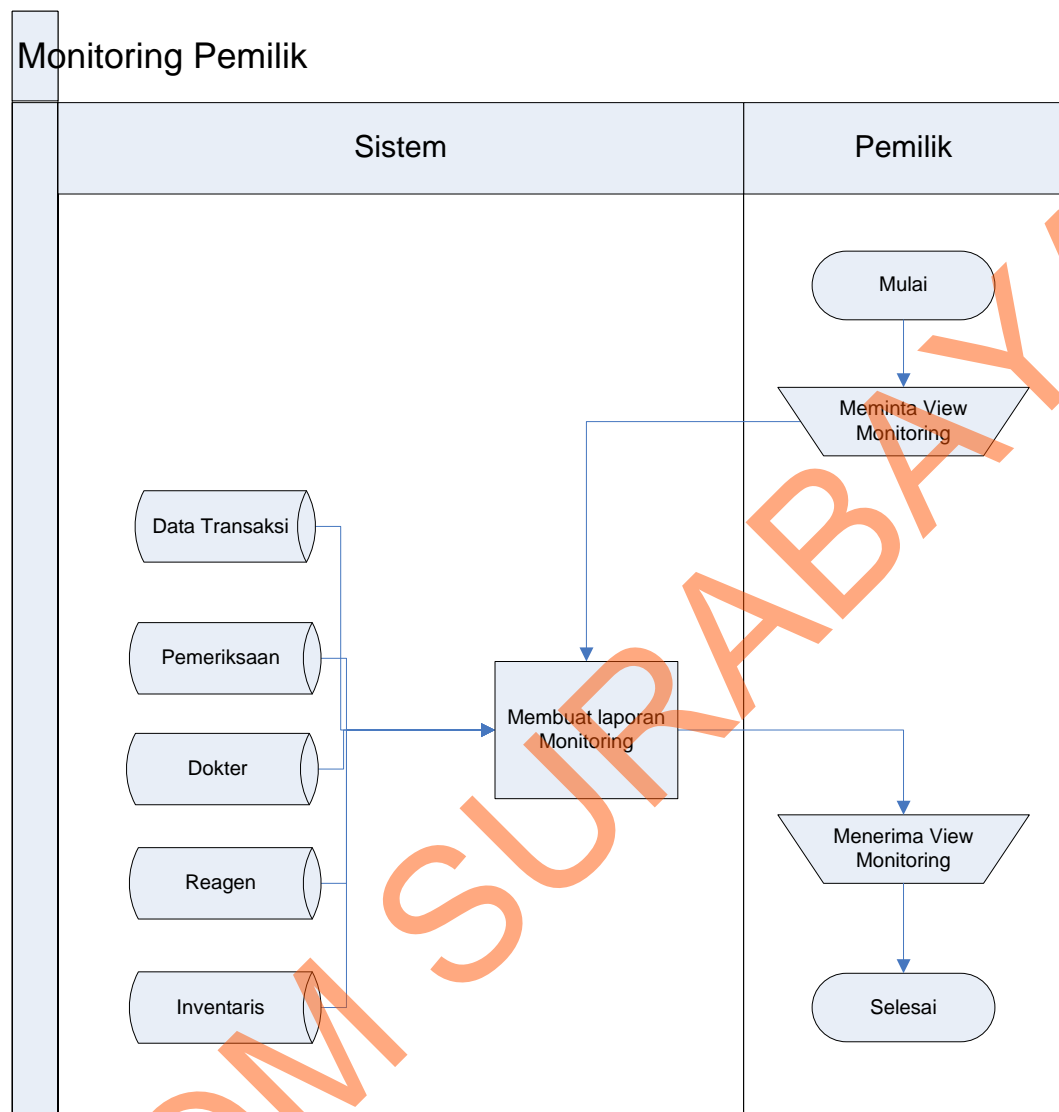 Monitoring Pemilik
Sistem
Pemilik
Mulai
Meminta View
Monitoring
Data Transaksi
Pemeriksaan
Membuat laporan
Monitoring
Dokter
Menerima View
Monitoring
Reagen
Inventaris
Selesai
OM SURABAYA